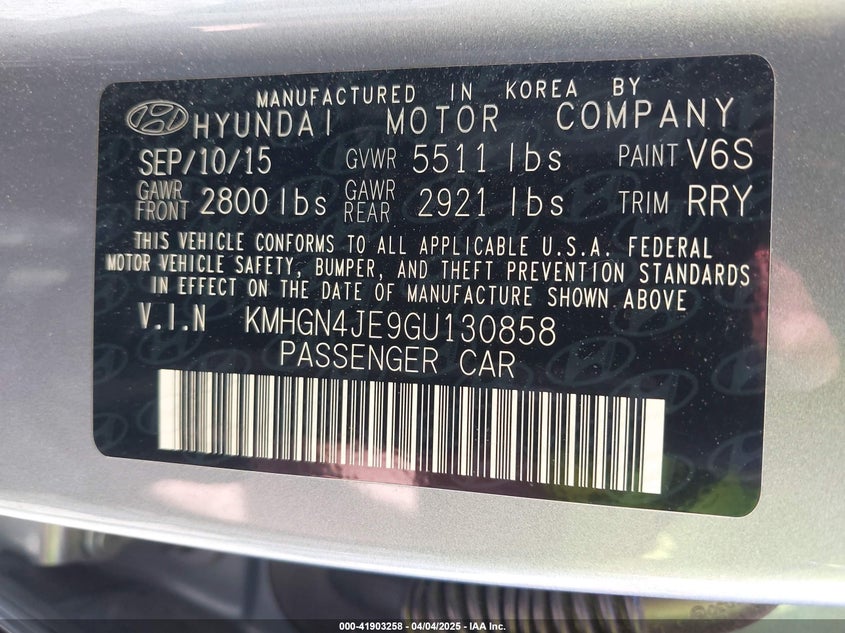 MANUFACTURED IN KOREA BY
HYUNDAI MOTOR COMPANY
SEP/10/15 GVWR 5511 lbs PAINT V6S
GAWR FRONT 2800 lbs GAWR REAR 2921 lbs TRIM RRY
THIS VEHICLE CONFORMS TO ALL APPLICABLE U.S.A. FEDERAL
MOTOR VEHICLE SAFETY, BUMPER, AND THEFT PREVENTION STANDARDS
IN EFFECT ON THE DATE OF MANUFACTURE SHOWN ABOVE
V.I.N KMHGN4JE9GU130858
PASSENGER CAR
000-41903258 - 04/04/2025 - IAA Inc.